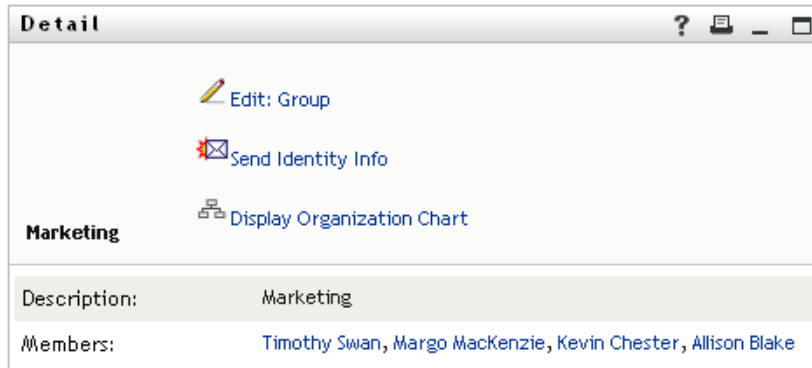 Detail ?
Edit: Group
Send Identity Info
Display Organization Chart
Marketing
Description: Marketing
Members: Timothy Swan, Margo MacKenzie, Kevin Chester, Allison Blake